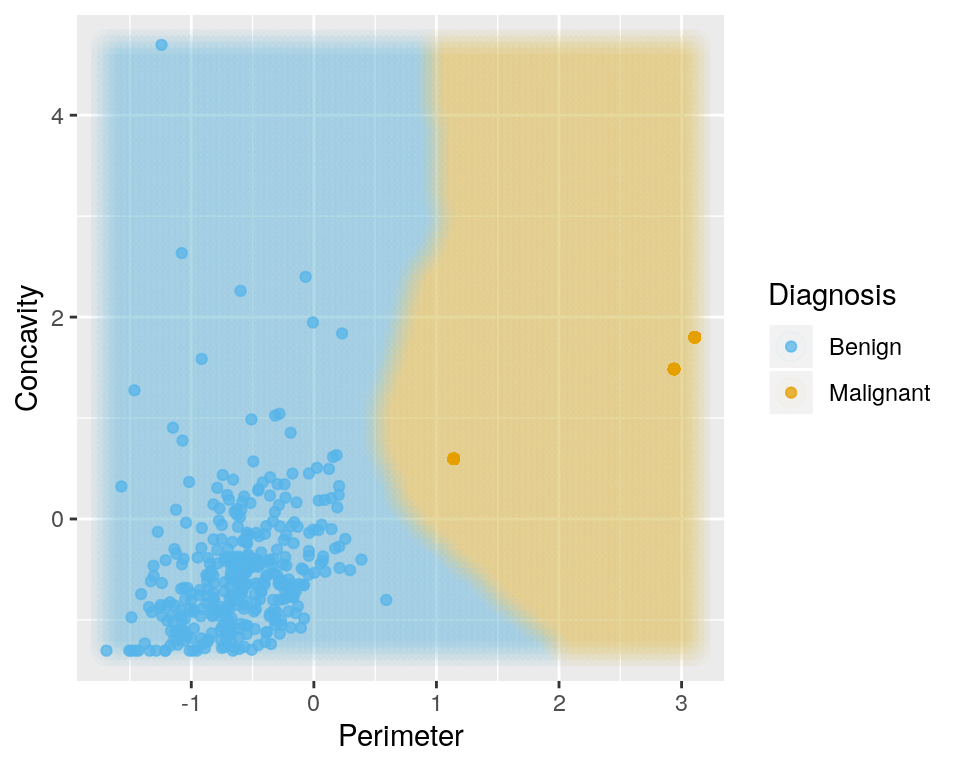 4
2
0
Concavity
-1 0 1 2 3
Perimeter
Diagnosis
Benign
Malignant